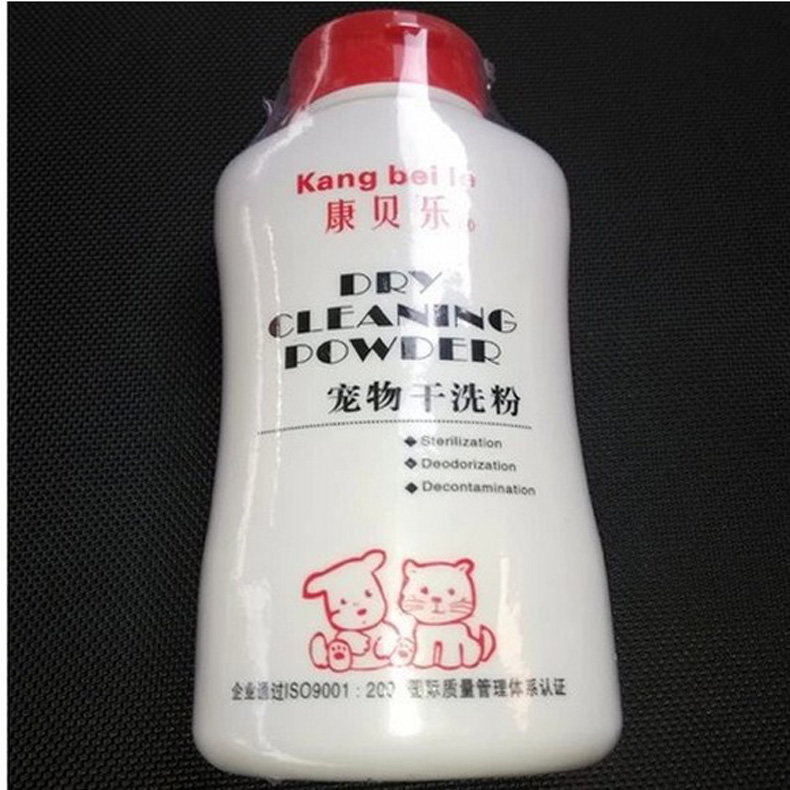 Kang bei le
康贝乐
DRY
CLEANING
POWDER
宠物干洗粉
Sterilization
Deodorization
Decontamination
企业通过ISO9001:200 国际质量管理体系认证